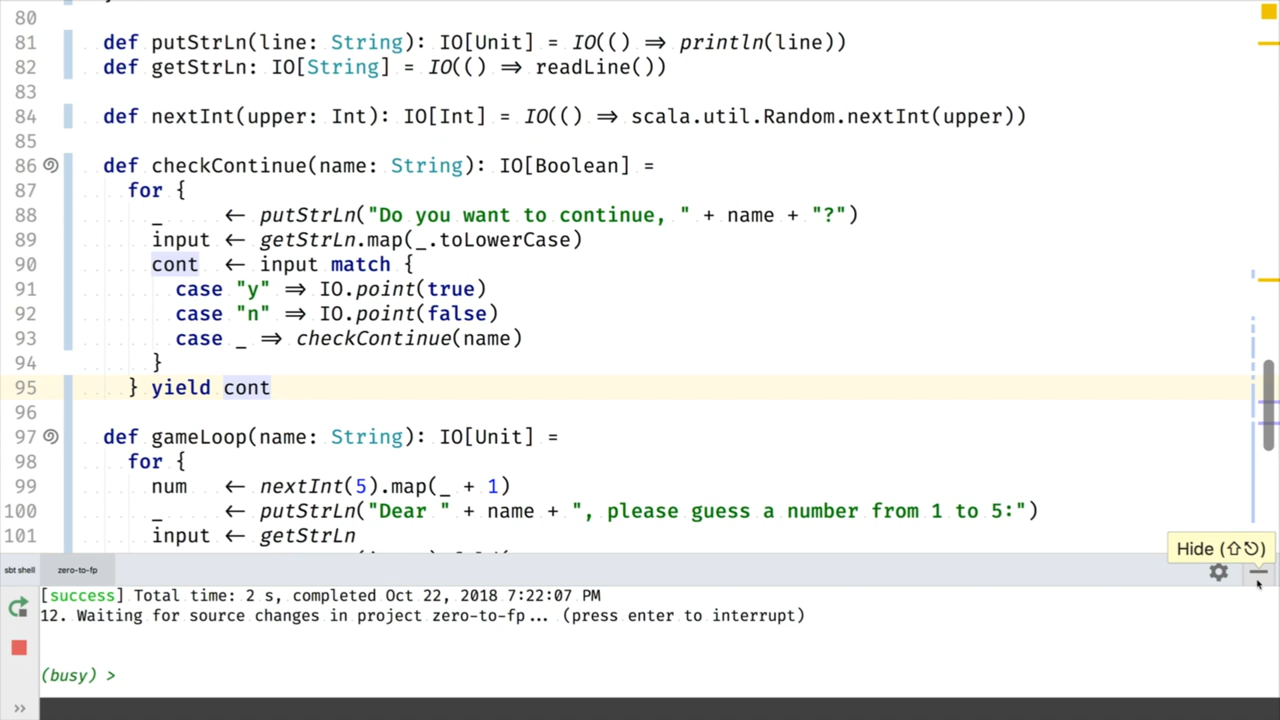 80
81 def putStrLn(line: String): IO[Unit] = IO(() ⇒ println(line))
82 def getStrLn: IO[String] = IO(() ⇒ readLine())
83
84 def nextInt(upper: Int): IO[Int] = IO(() ⇒ scala.util.Random.nextInt(upper))
85
86 def checkContinue(name: String): IO[Boolean] =
87 for {
88 _ ← putStrLn("Do you want to continue, " + name + "?")
89 input ← getStrLn.map(_.toLowerCase)
90 cont ← input match {
91 case "y" ⇒ IO.point(true)
92 case "n" ⇒ IO.point(false)
93 case _ ⇒ checkContinue(name)
94 }
95 } yield cont
96
97 def gameLoop(name: String): IO[Unit] =
98 for {
99 num ← nextInt(5).map(_ + 1)
100 _ ← putStrLn("Dear " + name + ", please guess a number from 1 to 5:")
101 input ← getStrLn
Hide (⇧⎋)
sbt shell zero-to-fp
[success] Total time: 2 s, completed Oct 22, 2018 7:22:07 PM
12. Waiting for source changes in project zero-to-fp... (press enter to interrupt)
(busy) >